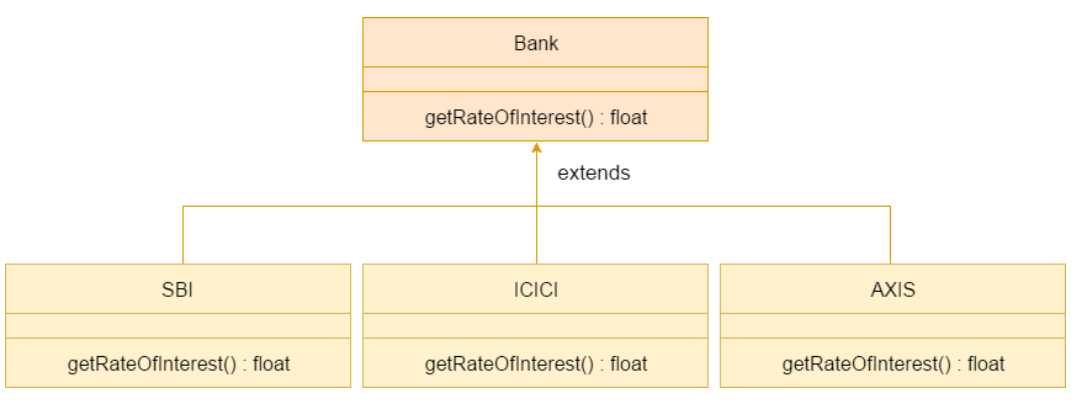 Bank
getRateOfInterest() : float
extends
SBI
ICICI
AXIS
getRateOfInterest() : float
getRateOfInterest() : float
getRateOfInterest() : float